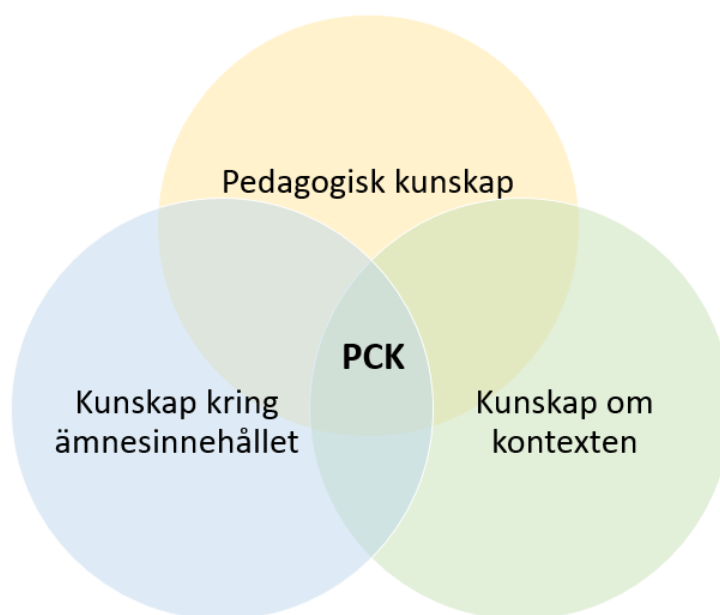 Pedagogisk kunskap
PCK
Kunskap kring
ämnesinnehållet
Kunskap om
kontexten